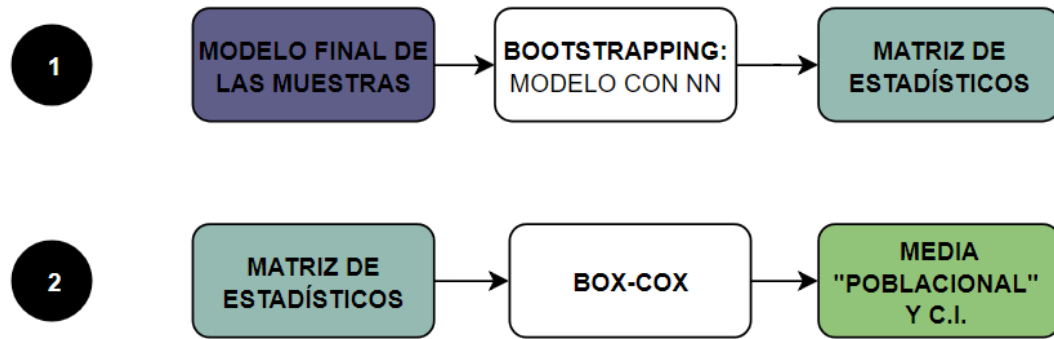 1
MODELO FINAL DE
LAS MUESTRAS
BOOTSTRAPPING:
MODELO CON NN
MATRIZ DE
ESTADÍSTICOS
2
MATRIZ DE
ESTADÍSTICOS
BOX-COX
MEDIA
"POBLACIONAL"
Y C.I.